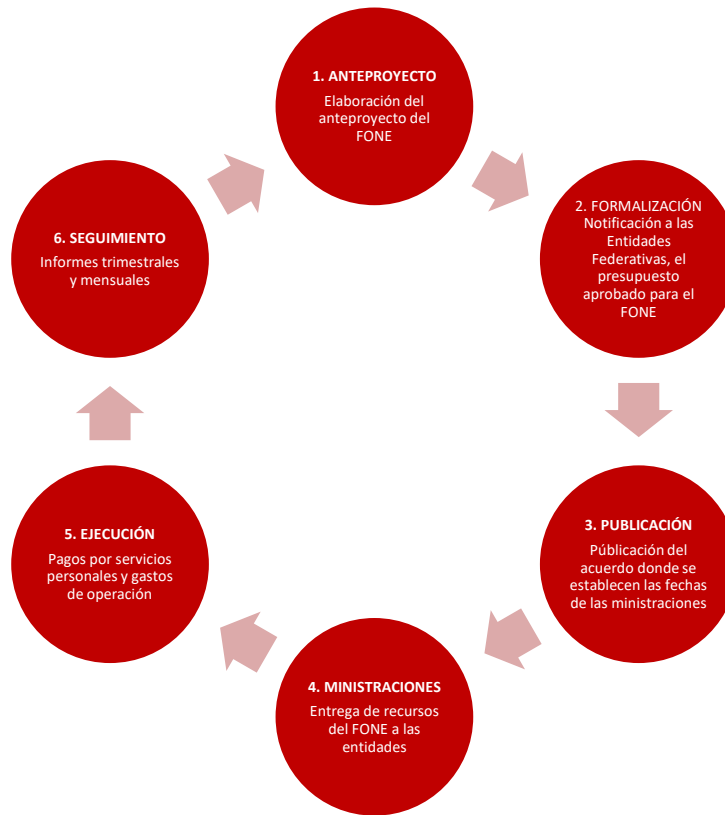 1. ANTEPROYECTO
Elaboración del
anteproyecto del
FONE
2. FORMALIZACIÓN
Notificación a las
Entidades
Federativas, el
presupuesto
aprobado para el
FONE
3. PUBLICACIÓN
Públicación del
acuerdo donde se
establecen las fechas
de las ministraciones
4. MINISTRACIONES
Entrega de recursos
del FONE a las
entidades
5. EJECUCIÓN
Pagos por servicios
personales y gastos
de operación
6. SEGUIMIENTO
Informes trimestrales
y mensuales